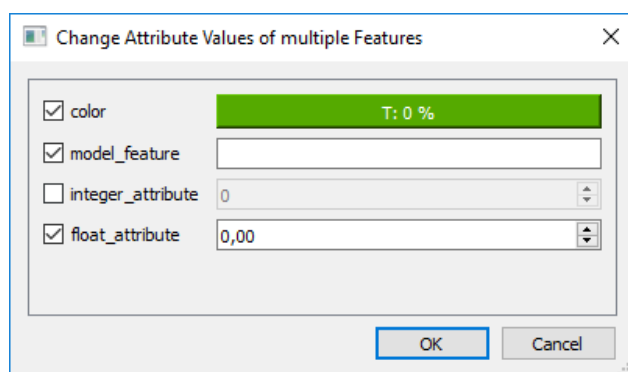 Change Attribute Values of multiple Features
color T: 0 %
model_feature
integer_attribute 0
float_attribute 0,00
OK Cancel